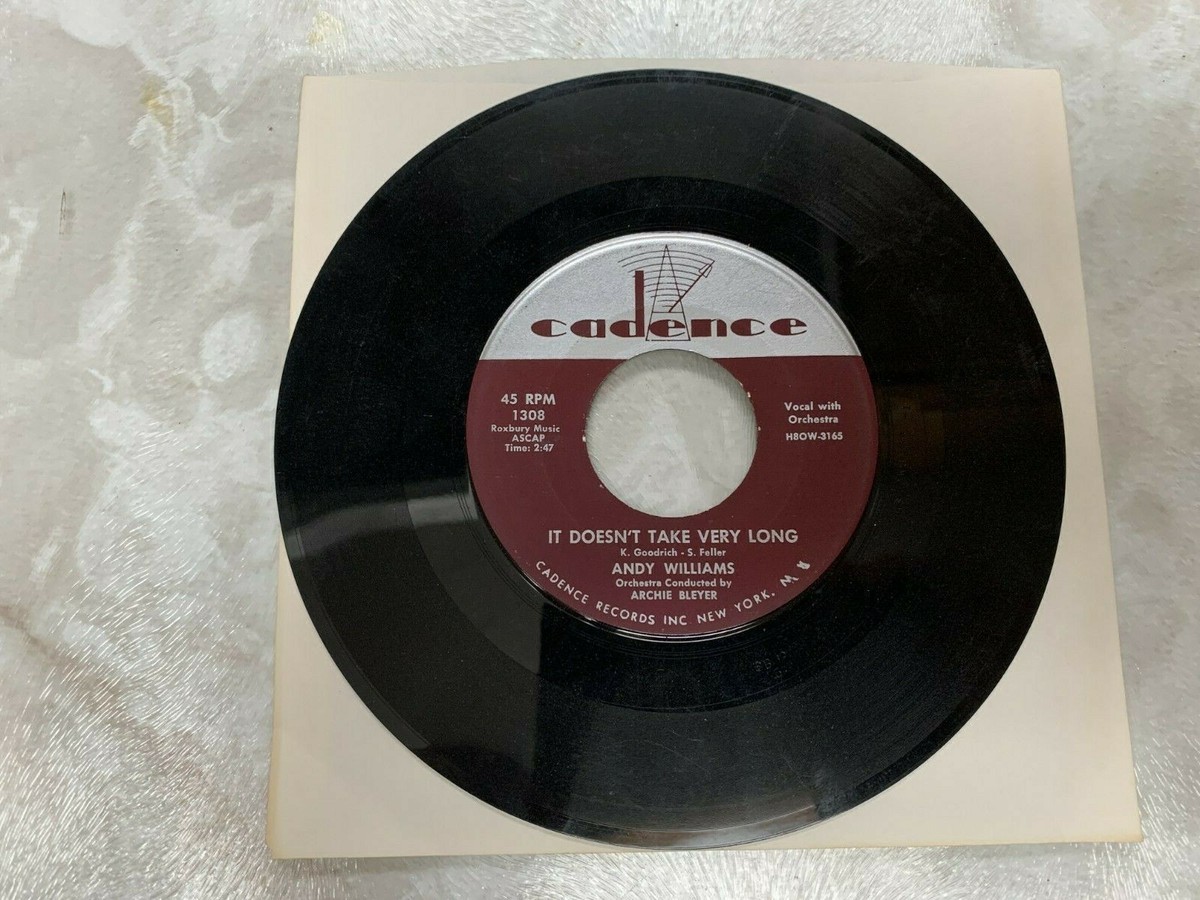 cadence
45 RPM
1308
Roxbury Music
ASCAP
Time: 2:47
Vocal with
Orchestra
H8OW-3165
IT DOESN'T TAKE VERY LONG
K. Goodrich - S. Feller
ANDY WILLIAMS
Orchestra Conducted by
ARCHIE BLEYER
CADENCE RECORDS INC NEW YORK,